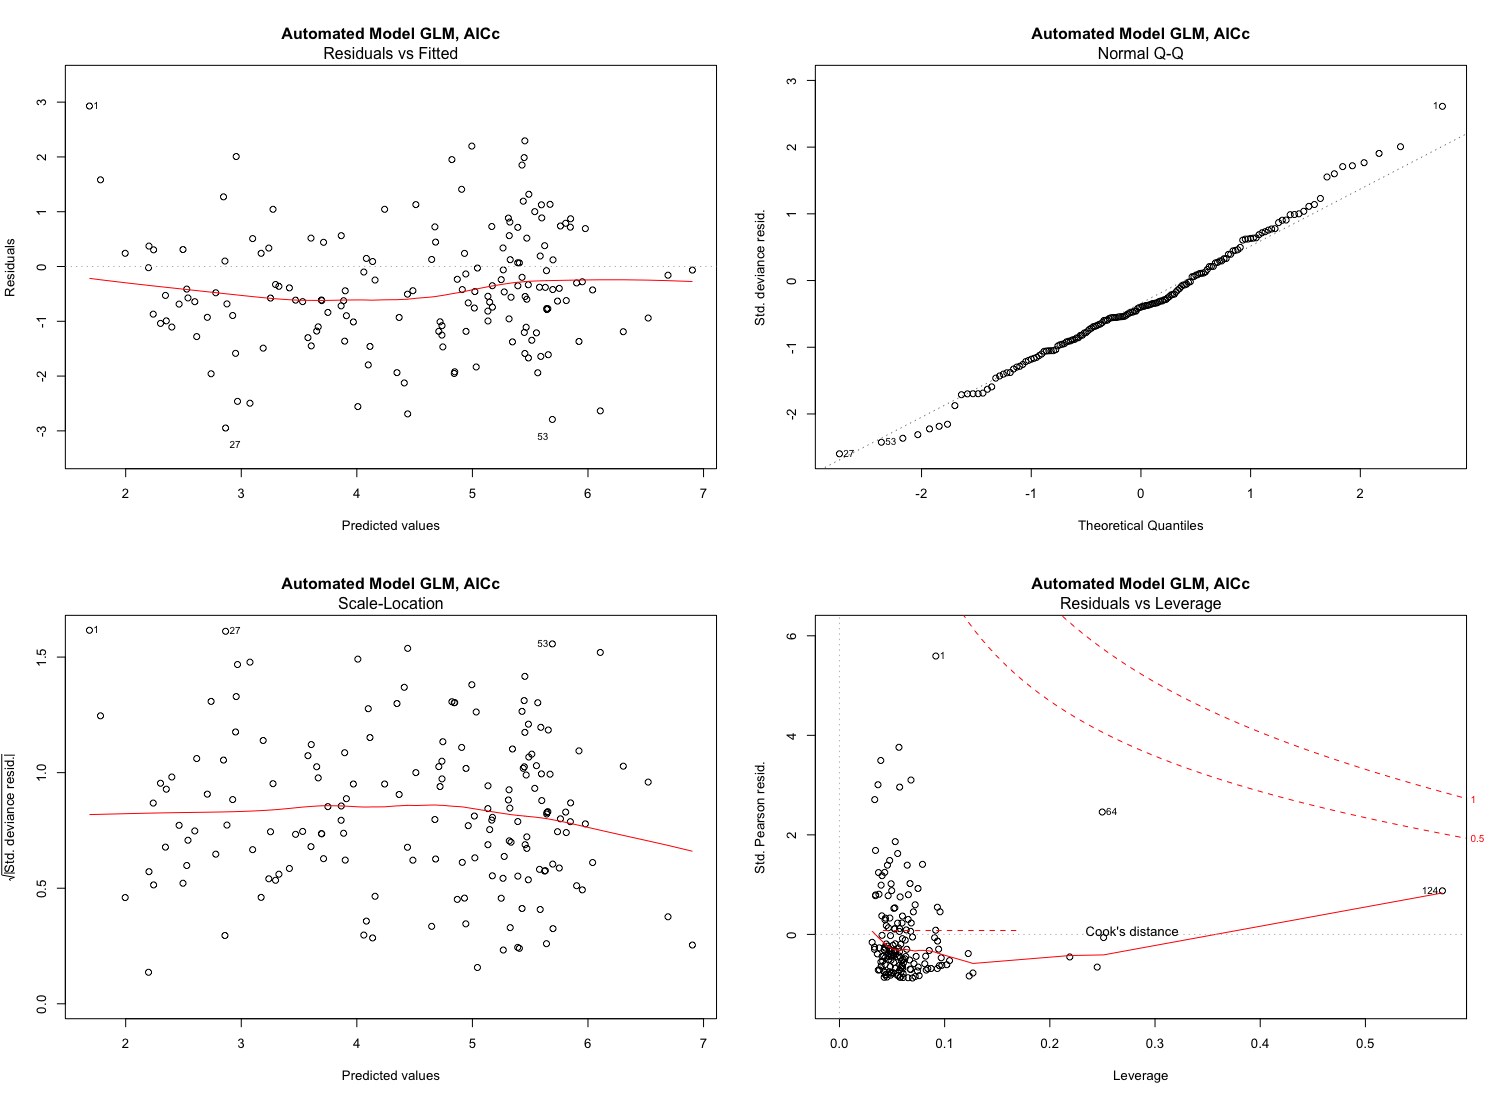 Automated Model GLM, AICc
Residuals vs Fitted
Residuals
3
2
1
0
-1
-2
-3
1
27
53
2 3 4 5 6 7
Predicted values
Automated Model GLM, AICc
Normal Q-Q
Std. deviance resid.
3
2
1
0
-1
-2
1
53
27
-2 -1 0 1 2
Theoretical Quantiles
Automated Model GLM, AICc
Scale-Location
√|Std. deviance resid.|
1.5
1.0
0.5
0.0
1
27
53
2 3 4 5 6 7
Predicted values
Automated Model GLM, AICc
Residuals vs Leverage
Std. Pearson resid.
6
4
2
0
1
64
124
1
0.5
Cook's distance
0.0 0.1 0.2 0.3 0.4 0.5
Leverage